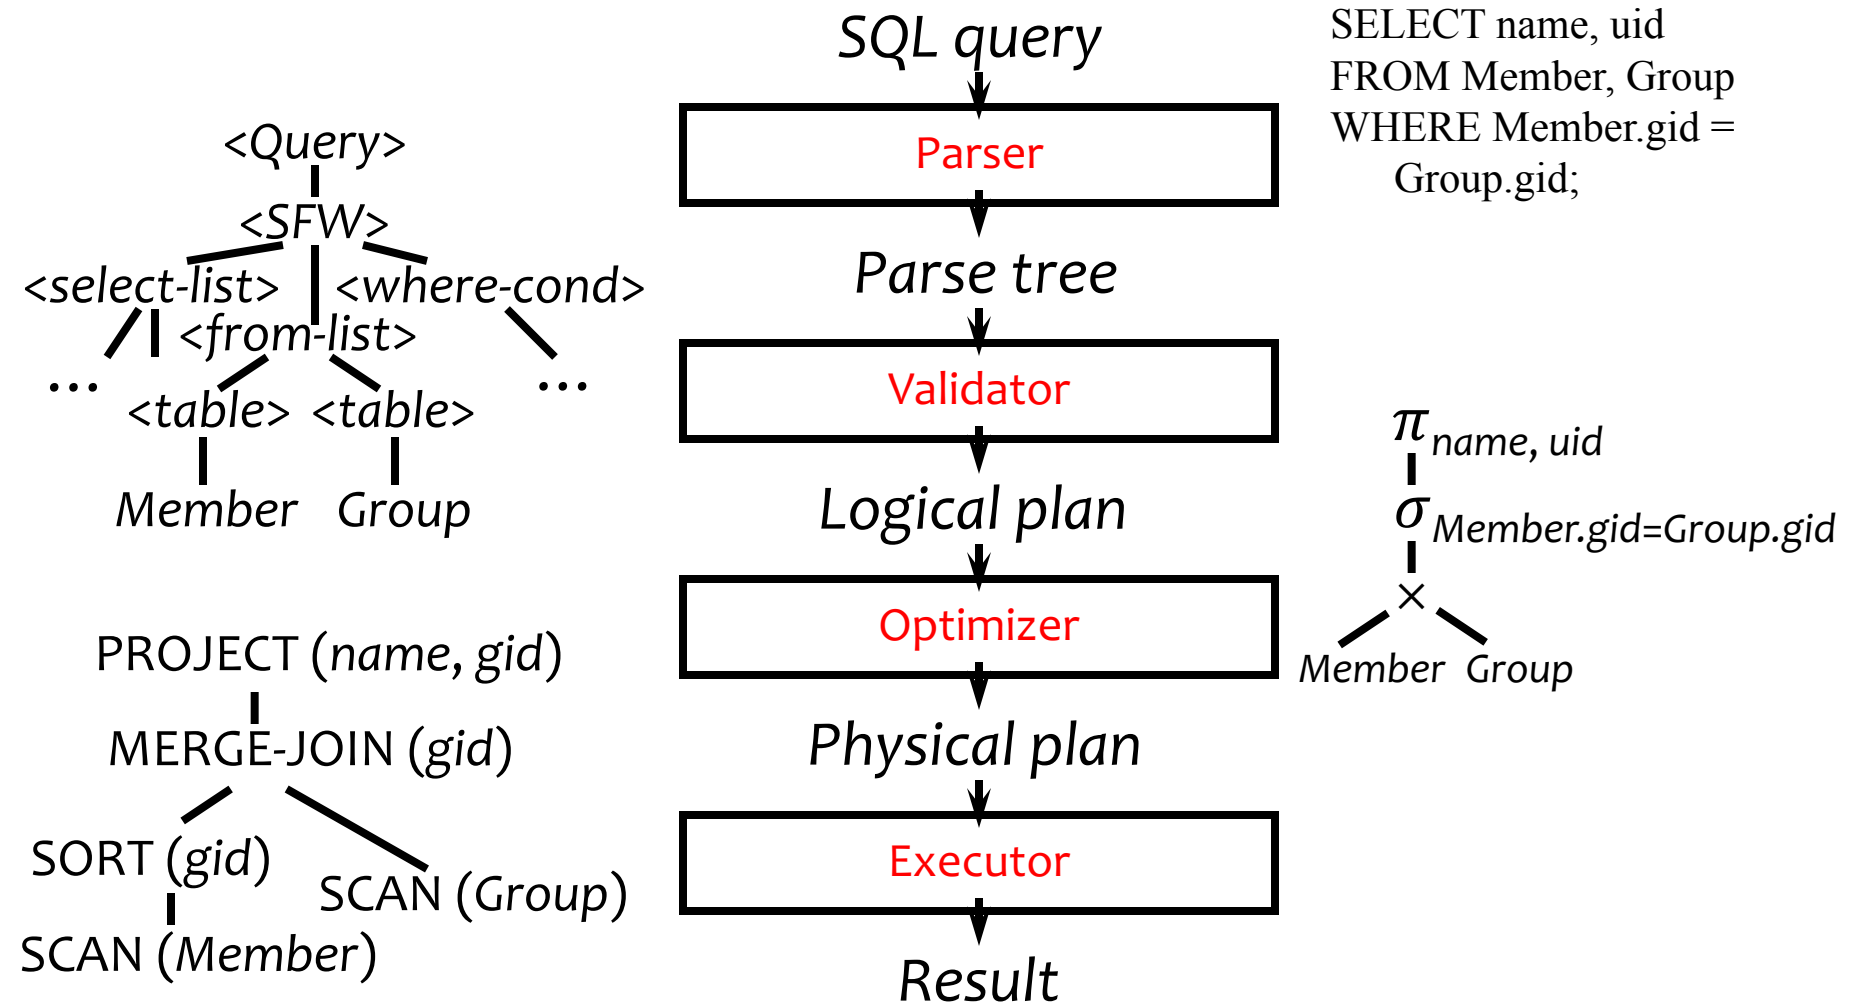 SQL query
Parser
Parse tree
Validator
Logical plan
Optimizer
Physical plan
Executor
Result
SELECT name, uid
FROM Member, Group
WHERE Member.gid =
Group.gid;
<Query>
<SFW>
<select-list> <where-cond>
<from-list>
... ...
<table> <table>
Member Group
π name, uid
σ Member.gid=Group.gid
×
Member Group
PROJECT (name, gid)
MERGE-JOIN (gid)
SORT (gid)
SCAN (Group)
SCAN (Member)